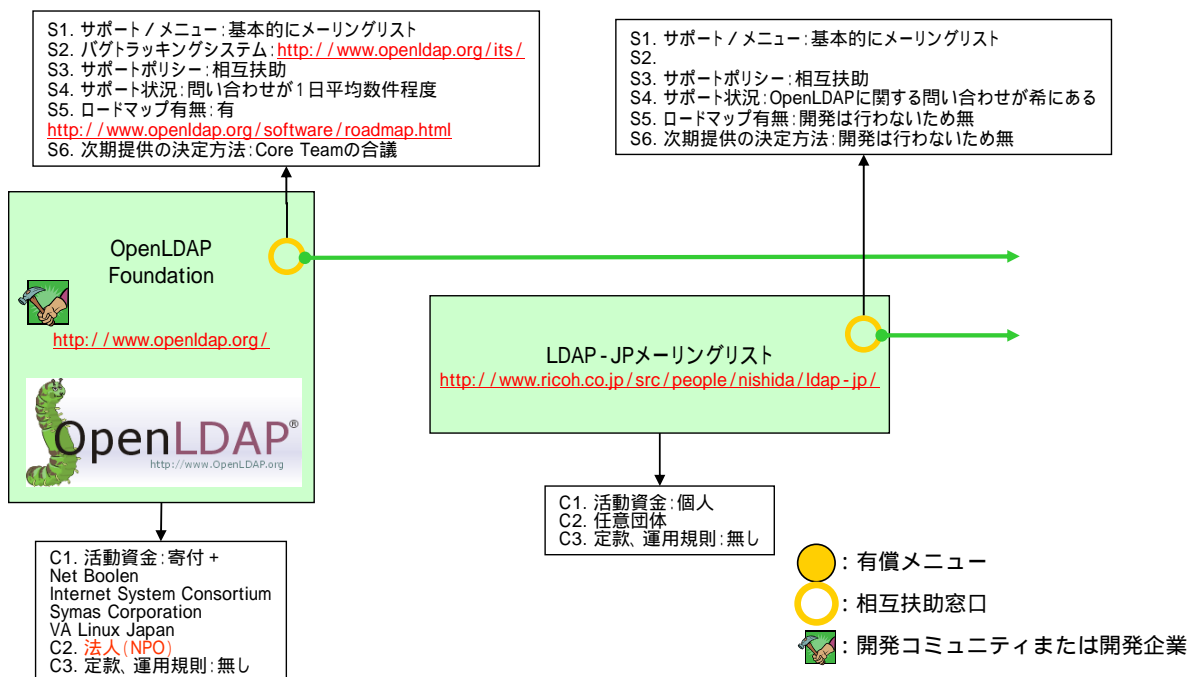 S1. サポート/メニュー:基本的にメーリングリスト
S2. バグトラッキングシステム:http://www.openldap.org/its/
S3. サポートポリシー:相互扶助
S4. サポート状況:問い合わせが1日平均数件程度
S5. ロードマップ有無:有
http://www.openldap.org/software/roadmap.html
S6. 次期提供の決定方法:Core Teamの合議
S1. サポート/メニュー:基本的にメーリングリスト
S2.
S3. サポートポリシー:相互扶助
S4. サポート状況:OpenLDAPに関する問い合わせが希にある
S5. ロードマップ有無:開発は行わないため無
S6. 次期提供の決定方法:開発は行わないため無
OpenLDAP
Foundation
http://www.openldap.org/
OpenLDAP®
http://www.OpenLDAP.org
LDAP-JPメーリングリスト
http://www.ricoh.co.jp/src/people/nishida/ldap-jp/
C1. 活動資金:寄付+
Net Boolen
Internet System Consortium
Symas Corporation
VA Linux Japan
C2. 法人(NPO)
C3. 定款、運用規則:無し
C1. 活動資金:個人
C2. 任意団体
C3. 定款、運用規則:無し
:有償メニュー
:相互扶助窓口
:開発コミュニティまたは開発企業